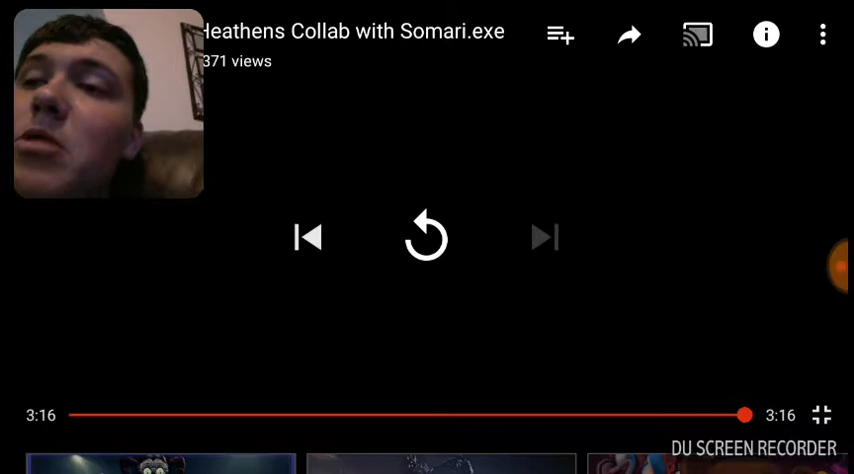 Heathens Collab with Somari.exe
371 views
3:16
3:16
DU SCREEN RECORDER